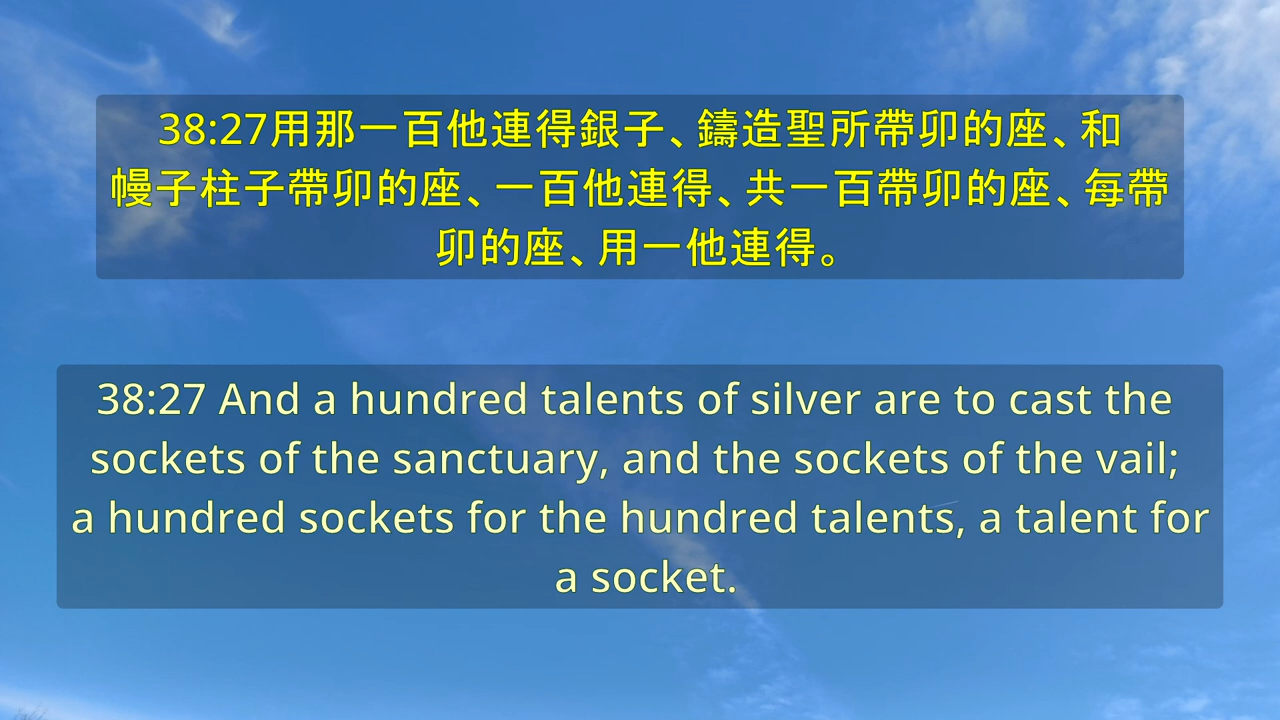 38:27用那一百他連得銀子、鑄造聖所帶卯的座、和
幔子柱子帶卯的座、一百他連得、共一百帶卯的座、每帶
卯的座、用一他連得。
38:27 And a hundred talents of silver are to cast the
sockets of the sanctuary, and the sockets of the vail;
a hundred sockets for the hundred talents, a talent for
a socket.